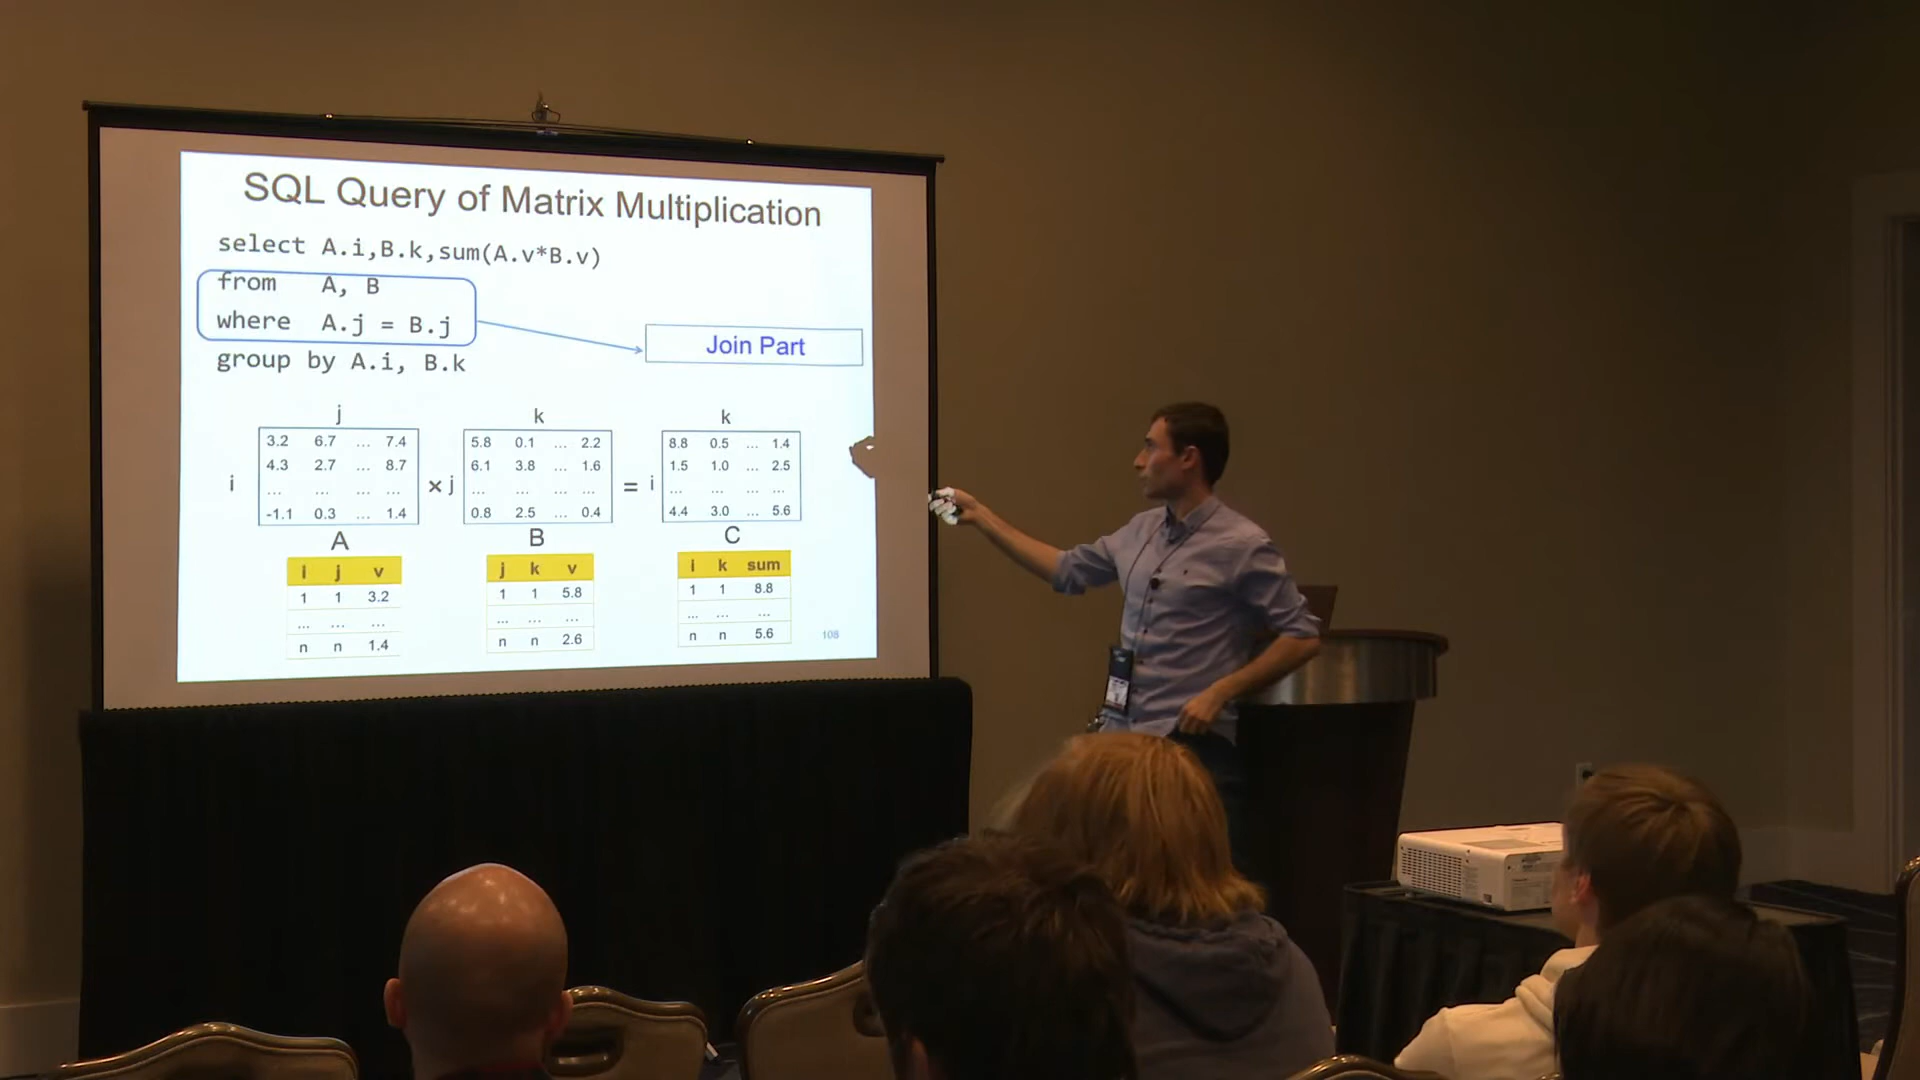 SQL Query of Matrix Multiplication
select A.i,B.k,sum(A.v*B.v)
from A, B
where A.j = B.j
group by A.i, B.k
Join Part
j k k
3.2 6.7 ... 7.4 5.8 0.1 ... 2.2 8.8 0.5 ... 1.4
4.3 2.7 ... 8.7 6.1 3.8 ... 1.6 1.5 1.0 ... 2.5
i × j = i
... ... ... ... ... ... ... ... ... ... ... ...
-1.1 0.3 ... 1.4 0.8 2.5 ... 0.4 4.4 3.0 ... 5.6
A B C
i j v j k v i k sum
1 1 3.2 1 1 5.8 1 1 8.8
... ... ... ... ... ... ... ... ...
n n 1.4 n n 2.6 n n 5.6
108